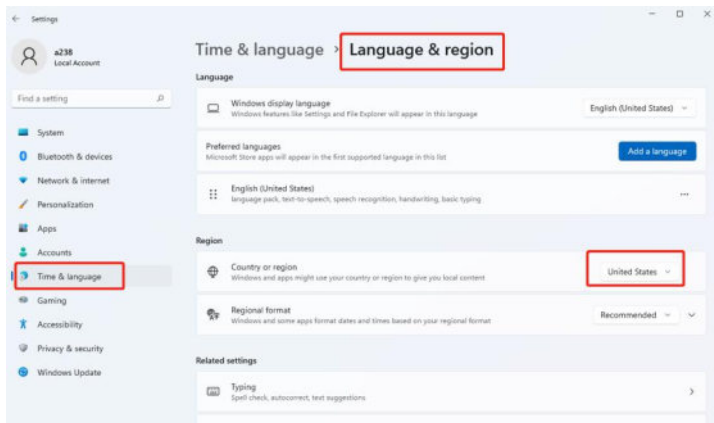 Settings
a238
Local Account
Find a setting
System
Bluetooth & devices
Network & internet
Personalization
Apps
Accounts
Time & language
Gaming
Accessibility
Privacy & security
Windows Update
Time & language > Language & region
Language
Windows display language
Windows features like Settings and File Explorer will appear in this language
English (United States)
Preferred languages
Microsoft Store apps will appear in the first supported language in this list
Add a language
English (United States)
language pack, text-to-speech, speech recognition, handwriting, basic typing
Region
Country or region
Windows and apps might use your country or region to give you local content
United States
Regional format
Windows and some apps format dates and times based on your regional format
Recommended
Related settings
Typing
Spell check, autocorrect, text suggestions